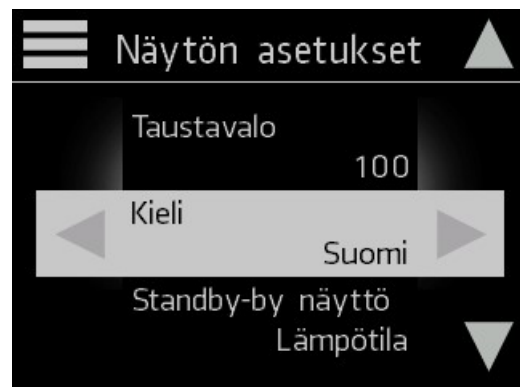 Näytön asetukset
Taustavalo
100
Kieli
Suomi
Standby-by näyttö
Lämpötila